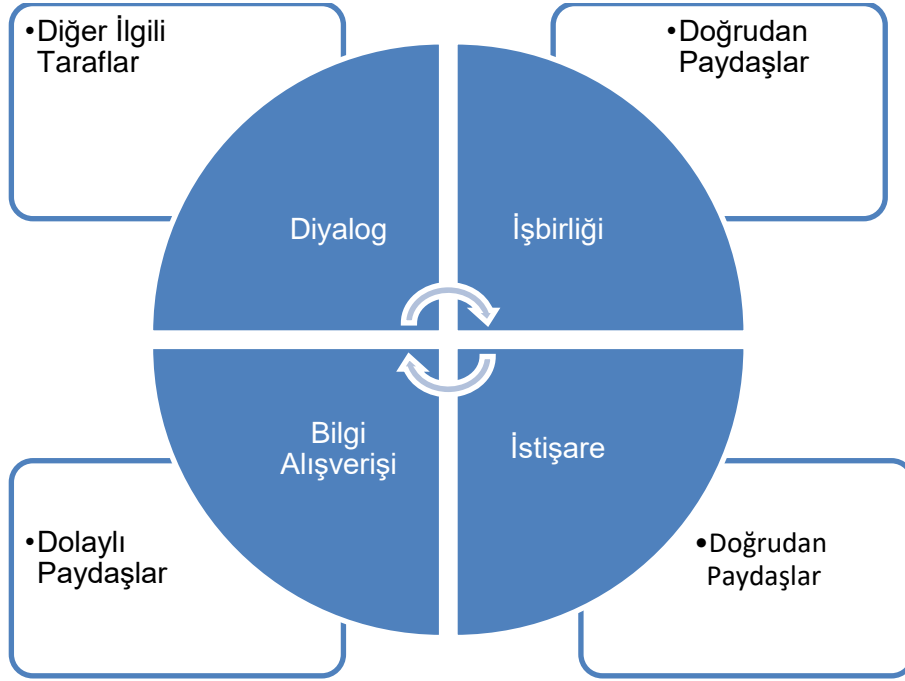 •Diğer İlgili
Taraflar
•Doğrudan
Paydaşlar
Diyalog
İşbirliği
Bilgi
Alışverişi
İstişare
•Dolaylı
Paydaşlar
•Doğrudan
Paydaşlar